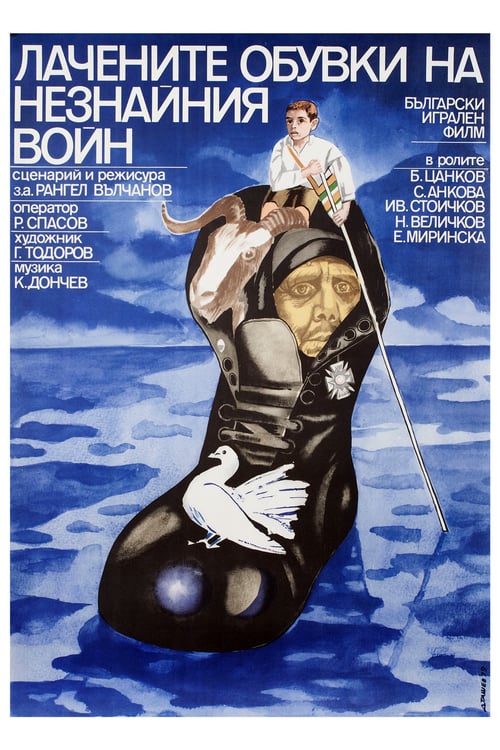 ЛАЧЕНИТЕ ОБУВКИ НА
НЕЗНАЙНИЯ
ВОЙН
БЪЛГАРСКИ
ИГРАЛЕН
ФИЛМ
сценарий и режисура
з.а. РАНГЕЛ ВЪЛЧАНОВ
оператор
Р. СПАСОВ
художник
Г. ТОДОРОВ
музика
К. ДОНЧЕВ
в ролите
Б. ЦАНКОВ
С. АНКОВА
ИВ. СТОИЧКОВ
Н. ВЕЛИЧКОВ
Е. МИРИНСКА